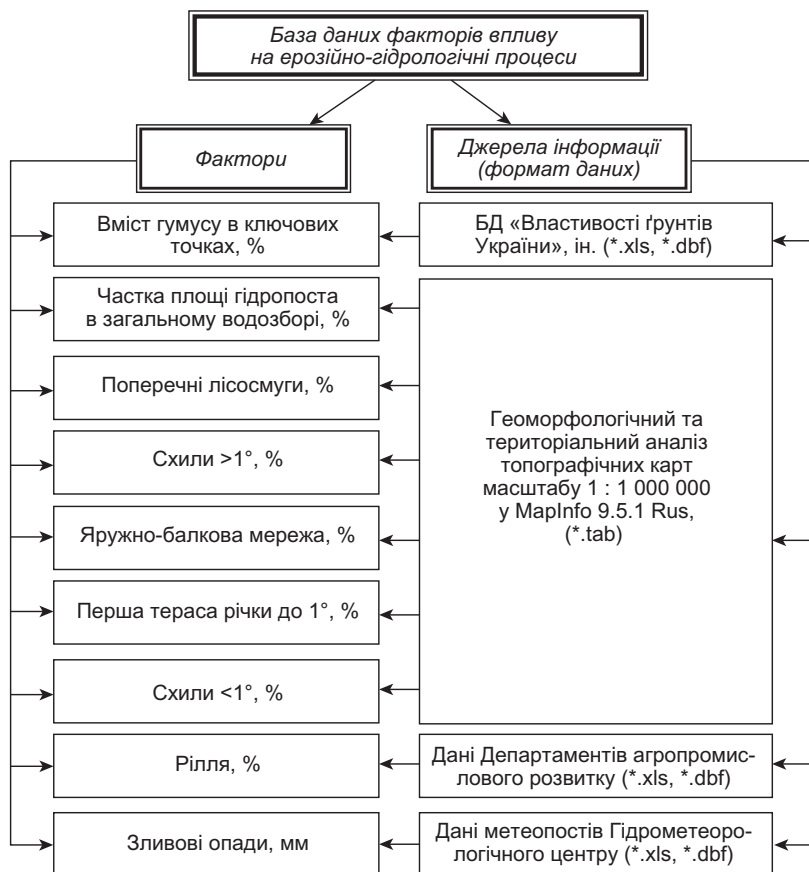 База даних факторів впливу
на ерозійно-гідрологічні процеси
Фактори
Джерела інформації
(формат даних)
Вміст гумусу в ключових
точках, %
БД «Властивості ґрунтів
України», ін. (*.xls, *.dbf)
Частка площі гідропоста
в загальному водозборі, %
Поперечні лісосмуги, %
Схили >1°, %
Яружно-балкова мережа, %
Перша тераса річки до 1°, %
Схили <1°, %
Геоморфологічний та
територіальний аналіз
топографічних карт
масштабу 1 : 1 000 000
у MapInfo 9.5.1 Rus,
(*.tab)
Рілля, %
Дані Департаментів агропромис-
лового розвитку (*.xls, *.dbf)
Зливові опади, мм
Дані метеопостів Гідрометеоро-
логічного центру (*.xls, *.dbf)